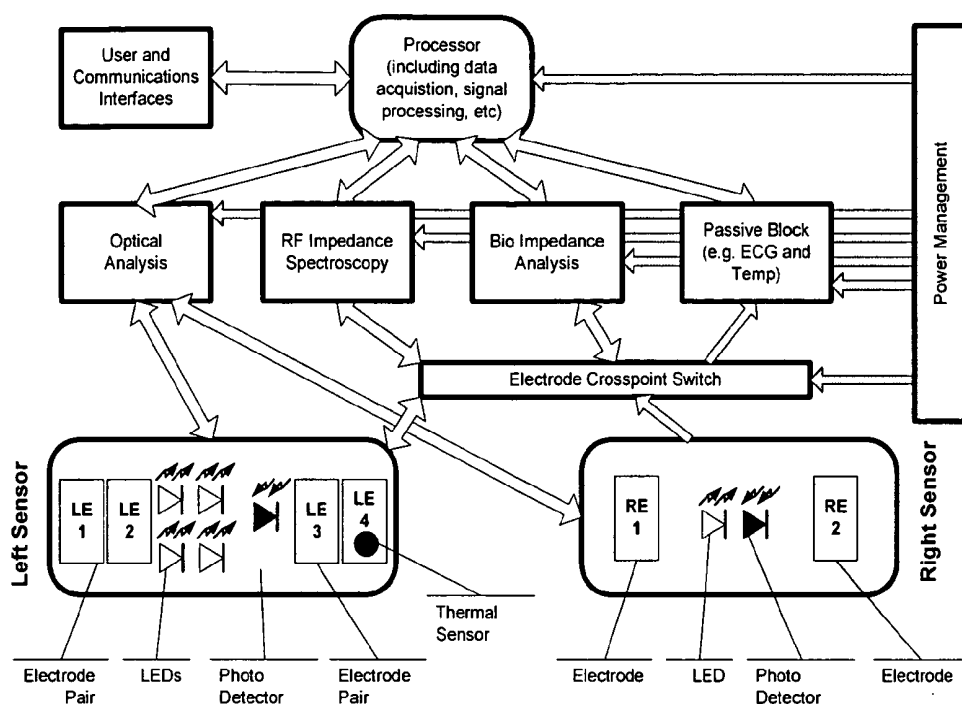 User and
Communications
Interfaces
Processor
(including data
acquistion, signal
processing, etc)
Power Management
Optical
Analysis
RF Impedance
Spectroscopy
Bio Impedance
Analysis
Passive Block
(e.g. ECG and
Temp)
Electrode Crosspoint Switch
Left Sensor
LE
1
LE
2
LE
3
LE
4
RE
1
RE
2
Right Sensor
Thermal
Sensor
Electrode
Pair
LEDs
Photo
Detector
Electrode
Pair
Electrode
LED
Photo
Detector
Electrode